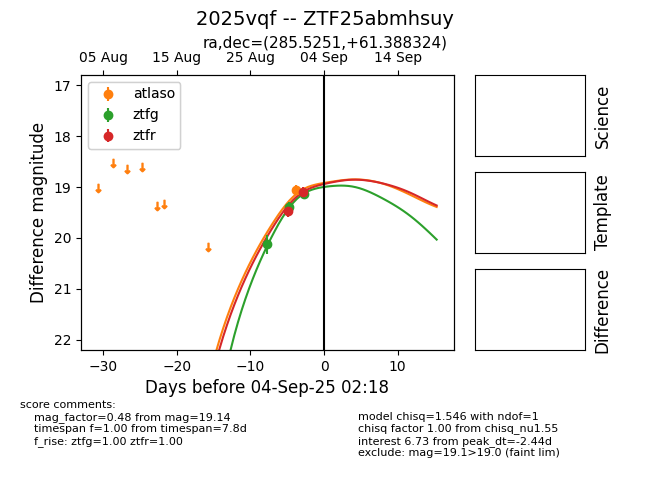 2025vqf -- ZTF25abmhsuy
ra,dec=(285.5251,+61.388324)
05 Aug 15 Aug 25 Aug 04 Sep 14 Sep
atlaso
ztfg
ztfr
17
18
19
20
21
22
Difference magnitude
−30 −20 −10 0 10
Days before 04-Sep-25 02:18
Science
Template
Difference
score comments:
mag_factor=0.48 from mag=19.14
timespan f=1.00 from timespan=7.8d
f_rise: ztfg=1.00 ztfr=1.00
model chisq=1.546 with ndof=1
chisq factor 1.00 from chisq_nu1.55
interest 6.73 from peak_dt=-2.44d
exclude: mag=19.1>19.0 (faint lim)